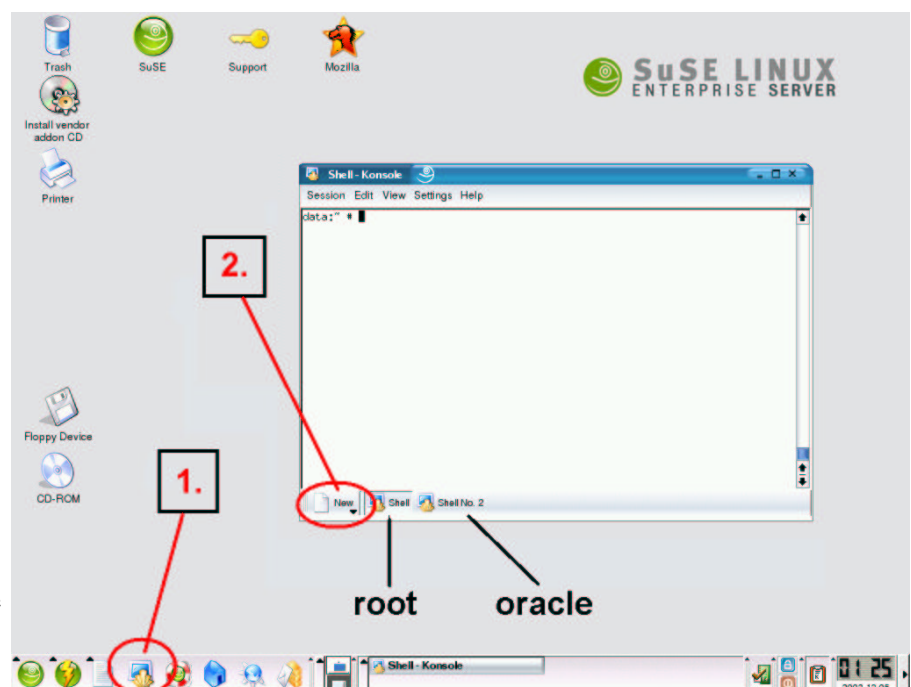 Trash
SuSE
Support
Mozilla
SuSE LINUX
ENTERPRISE SERVER
Install vendor
addon CD
Printer
Shell - Konsole
Session Edit View Settings Help
data:~ #
2.
Floppy Device
CD-ROM
1.
New
Shell
Shell No. 2
root
oracle
Shell - Konsole
01 25